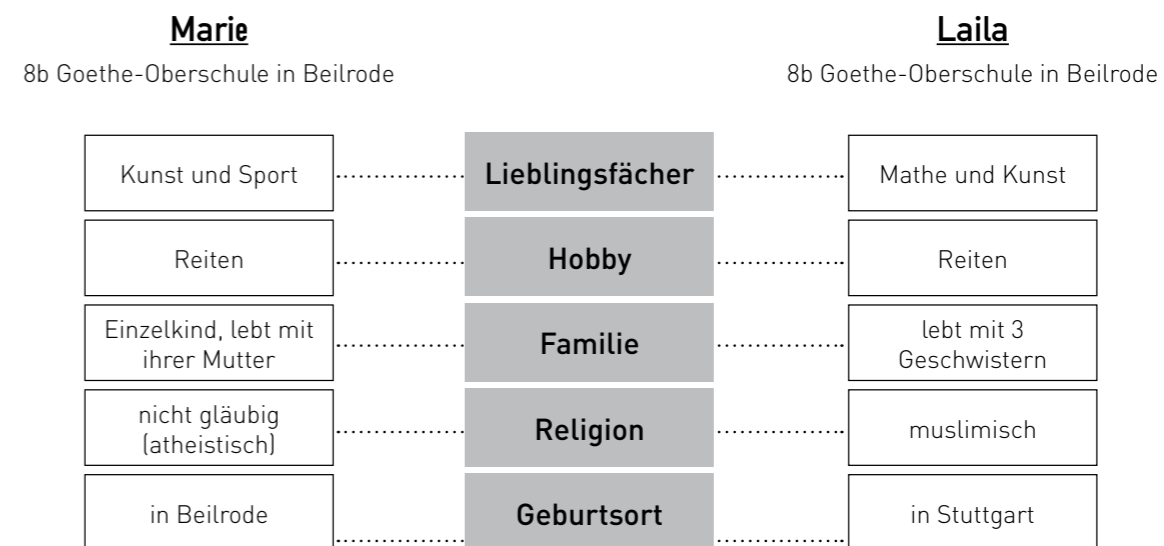 Marie
8b Goethe-Oberschule in Beilrode
Laila
8b Goethe-Oberschule in Beilrode
Kunst und Sport
Lieblingsfächer
Mathe und Kunst
Reiten
Hobby
Reiten
Einzelkind, lebt mit
ihrer Mutter
Familie
lebt mit 3
Geschwistern
nicht gläubig
(atheistisch)
Religion
muslimisch
in Beilrode
Geburtsort
in Stuttgart